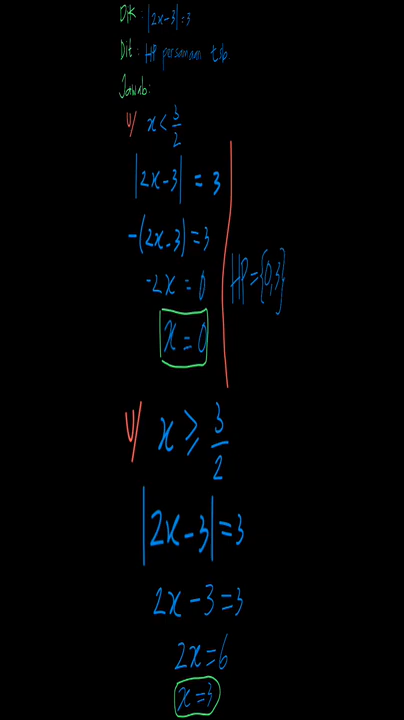 Dik : |2x-3|=3
Dit : HP persamaan tsb.
Jawab:
u/ x < 3/2
|2x-3| = 3
-(2x-3) = 3
-2x = 0
x = 0
HP = {0,3}
u/ x ≥ 3/2
|2x-3| = 3
2x - 3 = 3
2x = 6
x = 3